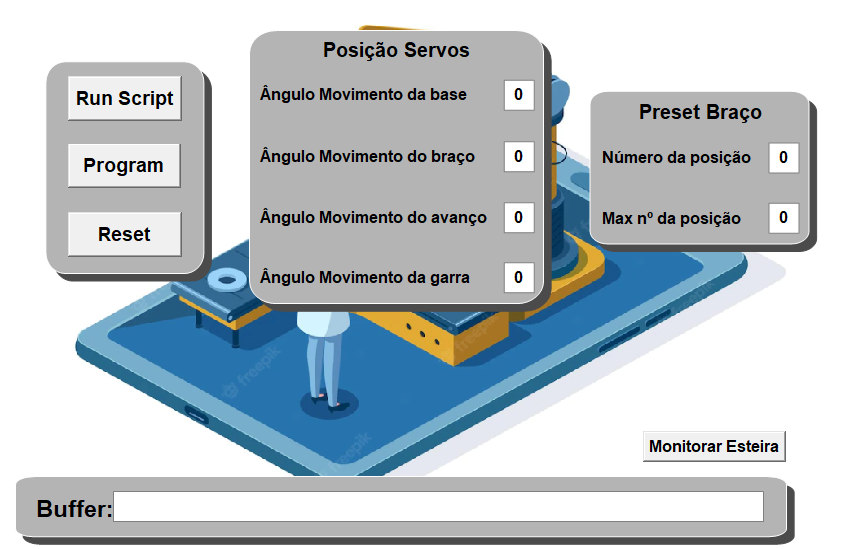 Run Script
Program
Reset
Posição Servos
Ângulo Movimento da base 0
Ângulo Movimento do braço 0
Ângulo Movimento do avanço 0
Ângulo Movimento da garra 0
Preset Braço
Número da posição 0
Max nº da posição 0
freepik
freepik
freepik
Monitorar Esteira
Buffer: